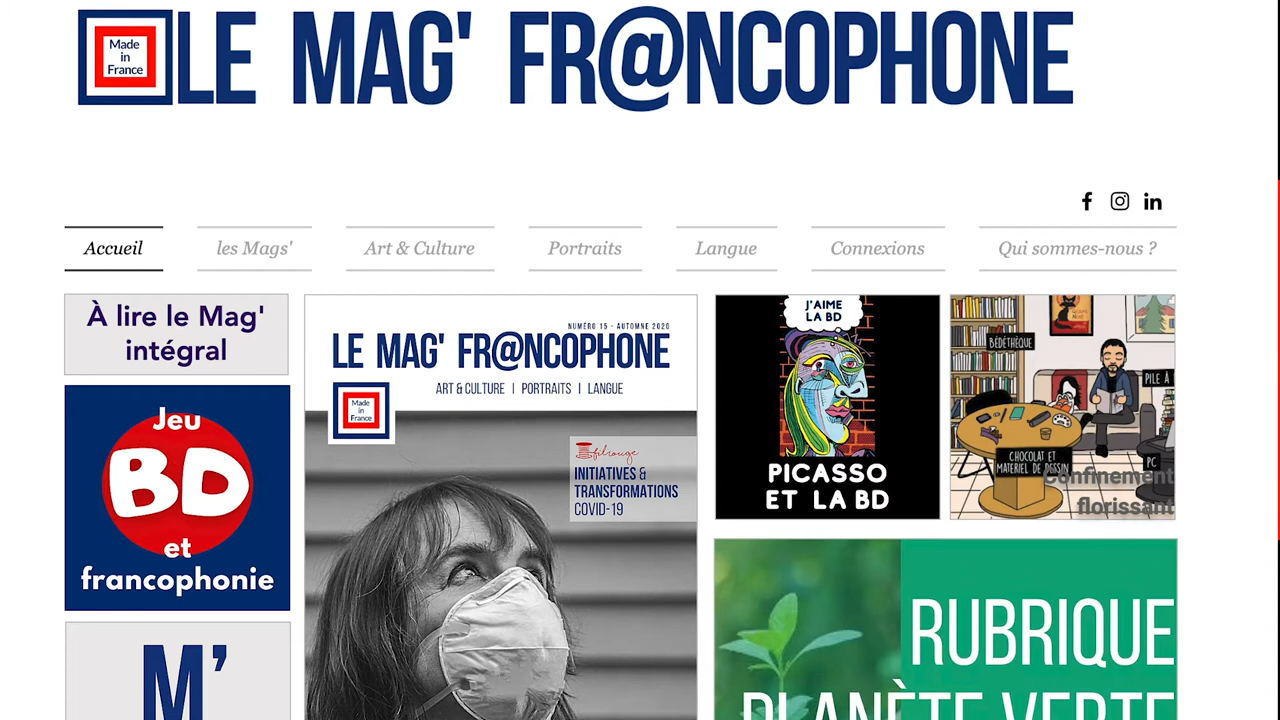 Made
in
France
LE MAG' FR@NCOPHONE
Accueil
les Mags'
Art & Culture
Portraits
Langue
Connexions
Qui sommes-nous ?
À lire le Mag'
intégral
Jeu
BD
et
francophonie
M’
NUMÉRO 15 - AUTOMNE 2020
LE MAG' FR@NCOPHONE
ART & CULTURE | PORTRAITS | LANGUE
Made
in
France
filrouge
INITIATIVES &
TRANSFORMATIONS
COVID-19
J'AIME
LA BD
PICASSO
ET LA BD
BÉDÉTHÈQUE
PILE À
CHOCOLAT ET
MATERIEL DE DESSIN
PC
Confinement
florissant
RUBRIQUE
PLANÈTE VERTE